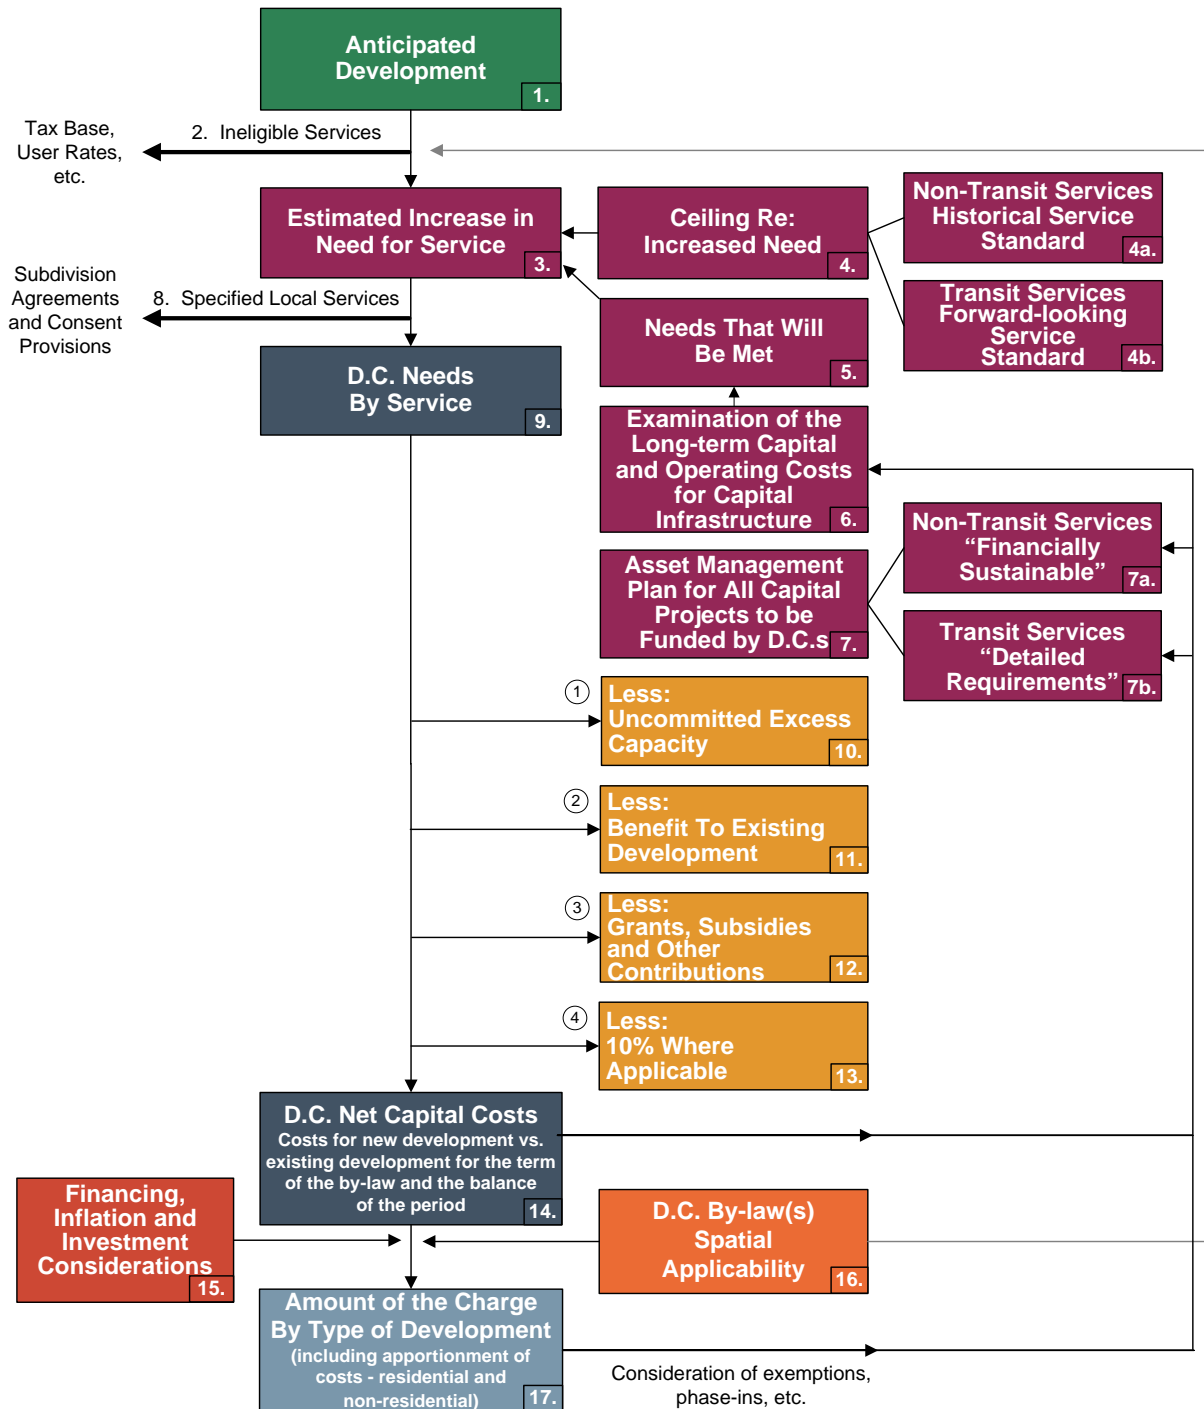 Anticipated
Development
1.
Tax Base,
User Rates,
etc.
2.  Ineligible Services
Estimated Increase in
Need for Service
3.
Ceiling Re:
Increased Need
4.
Non-Transit Services
Historical Service
Standard
4a.
Transit Services
Forward-looking
Service
Standard
4b.
Subdivision
Agreements
and Consent
Provisions
8.  Specified Local Services
Needs That Will
Be Met
5.
D.C. Needs
By Service
9.
Examination of the
Long-term Capital
and Operating Costs
for Capital
Infrastructure
6.
Non-Transit Services
“Financially
Sustainable”
7a.
Asset Management
Plan for All Capital
Projects to be
Funded by D.C.s
7.
Transit Services
“Detailed
Requirements”
7b.
1
Less:
Uncommitted Excess
Capacity
10.
2
Less:
Benefit To Existing
Development
11.
3
Less:
Grants, Subsidies
and Other
Contributions
12.
4
Less:
10% Where
Applicable
13.
D.C. Net Capital Costs
Costs for new development vs.
existing development for the term
of the by-law and the balance
of the period
14.
Financing,
Inflation and
Investment
Considerations
15.
D.C. By-law(s)
Spatial
Applicability
16.
Amount of the Charge
By Type of Development
(including apportionment of
costs - residential and
non-residential)
17.
Consideration of exemptions,
phase-ins, etc.